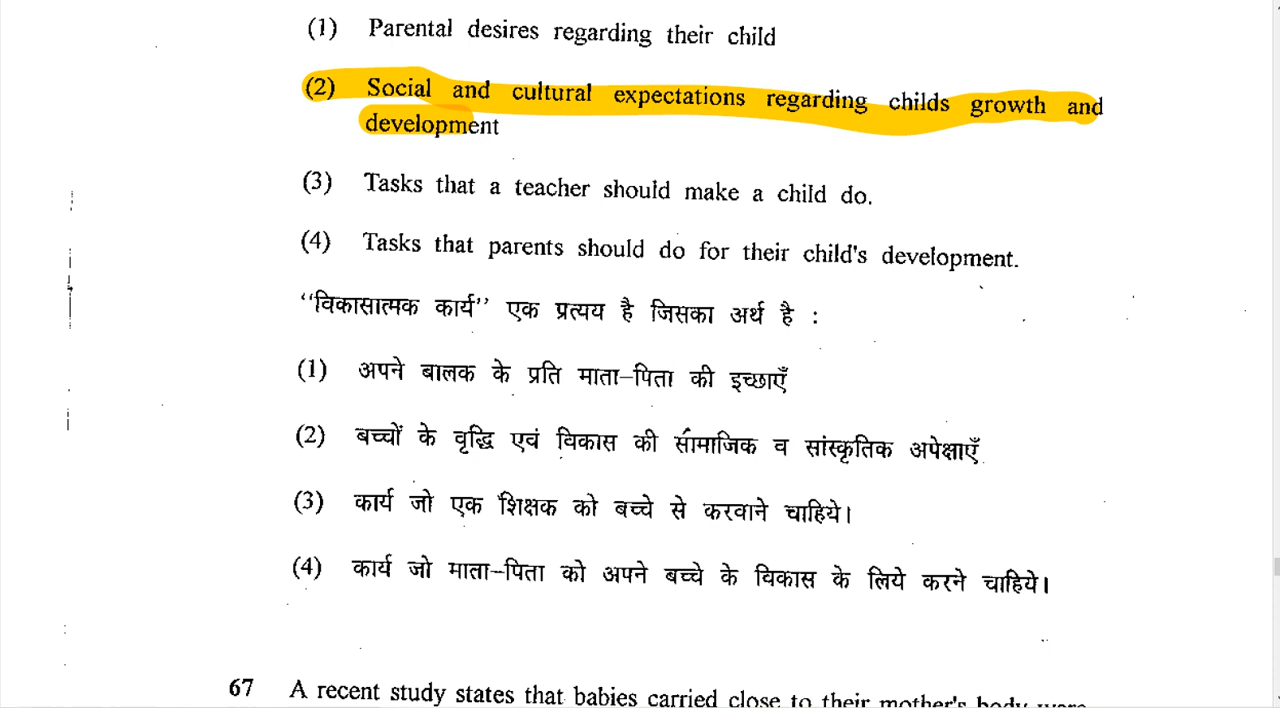 (1) Parental desires regarding their child
(2) Social and cultural expectations regarding childs growth and
development
(3) Tasks that a teacher should make a child do.
(4) Tasks that parents should do for their child's development.
‘‘विकासात्मक कार्य’’ एक प्रत्यय है जिसका अर्थ है :
(1) अपने बालक के प्रति माता–पिता की इच्छाएँ
(2) बच्चों के वृद्धि एवं विकास की सामाजिक व सांस्कृतिक अपेक्षाएँ
(3) कार्य जो एक शिक्षक को बच्चे से करवाने चाहिये।
(4) कार्य जो माता–पिता को अपने बच्चे के विकास के लिये करने चाहिये।
67 A recent study states that babies carried close to their mother's body were